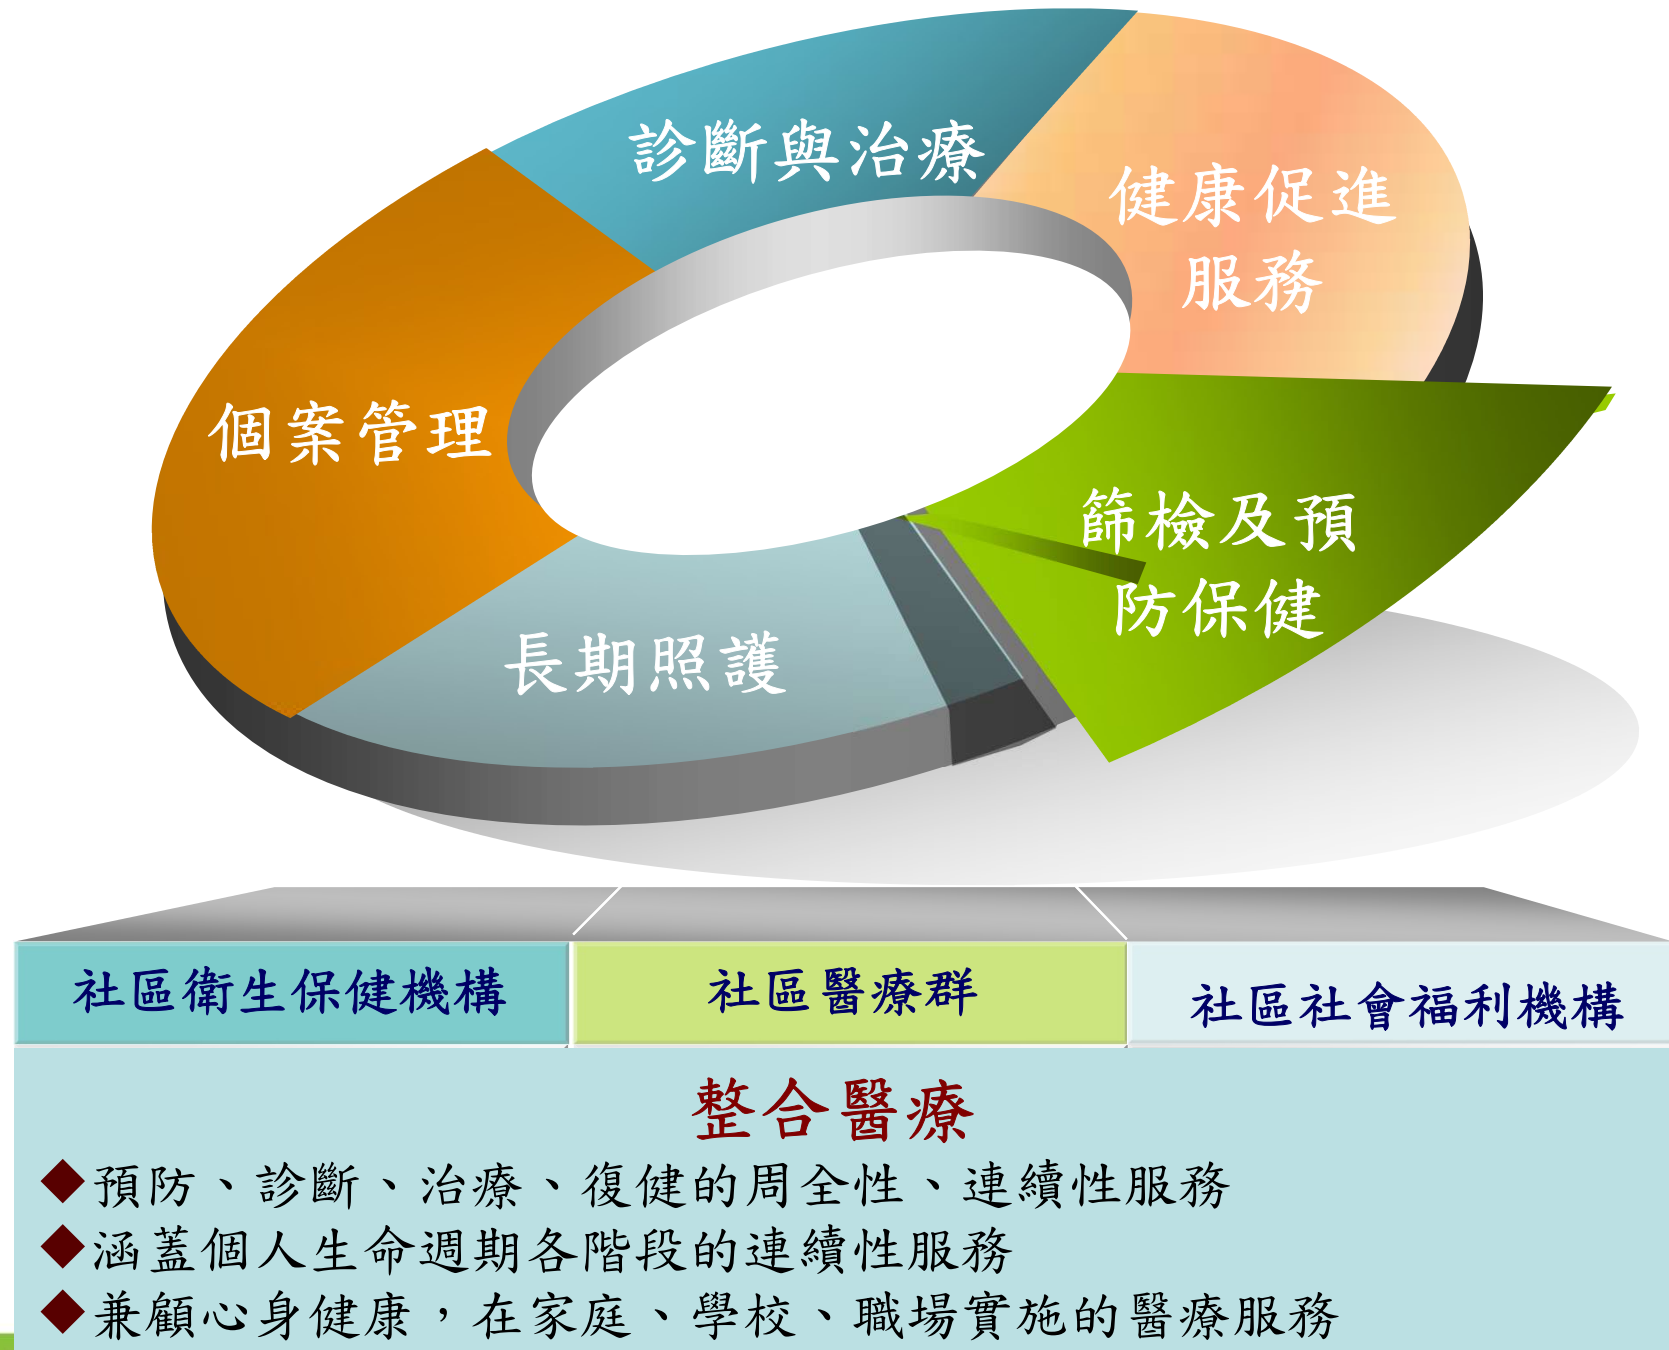 診斷與治療
健康促進
服務
個案管理
篩檢及預
防保健
長期照護
社區衛生保健機構
社區醫療群
社區社會福利機構
整合醫療
◆預防、診斷、治療、復健的周全性、連續性服務
◆涵蓋個人生命週期各階段的連續性服務
◆兼顧心身健康，在家庭、學校、職場實施的醫療服務